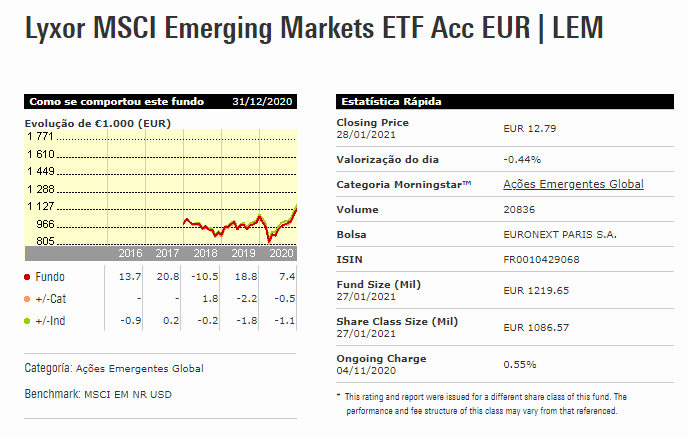 Lyxor MSCI Emerging Markets ETF Acc EUR | LEM
Como se comportou este fundo 31/12/2020
Evolução de €1.000 (EUR)
1 771
1 610
1 449
1 288
1 127
966
805
2016 2017 2018 2019 2020
Fundo 13.7 20.8 -10.5 18.8 7.4
+/-Cat - - 1.8 -2.2 -0.5
+/-Ind -0.9 0.2 -0.2 -1.8 -1.1
Categoría: Ações Emergentes Global
Benchmark: MSCI EM NR USD
Estatística Rápida
Closing Price
28/01/2021 EUR 12.79
Valorização do dia -0.44%
Categoria Morningstar™ Ações Emergentes Global
Volume 20836
Bolsa EURONEXT PARIS S.A.
ISIN FR0010429068
Fund Size (Mil)
27/01/2021 EUR 1219.65
Share Class Size (Mil)
27/01/2021 EUR 1086.57
Ongoing Charge
04/11/2020 0.55%
* This rating and report were issued for a different share class of this fund. The
performance and fee structure of this class may vary from that referenced.